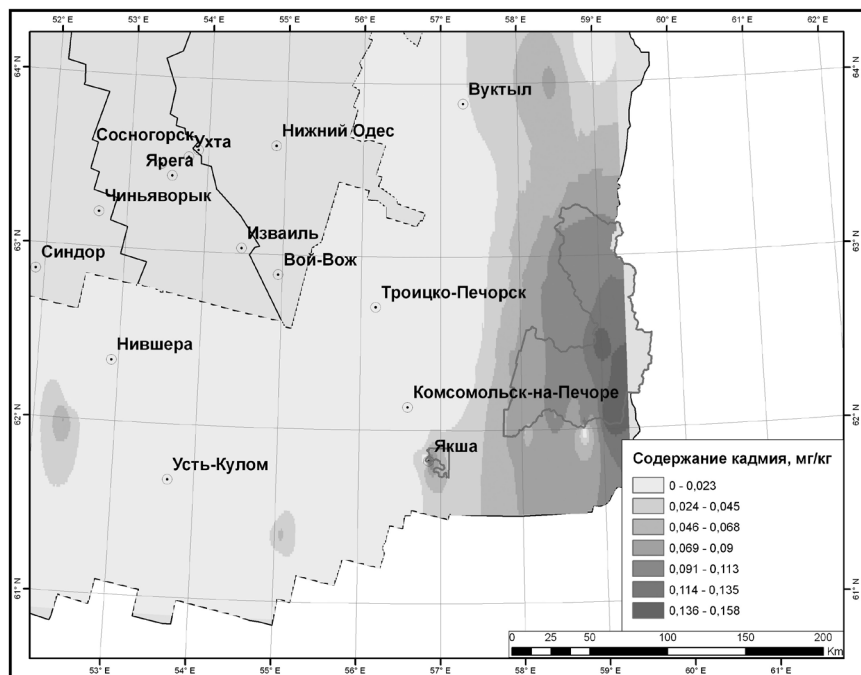 52° E 53° E 54° E 55° E 56° E 57° E 58° E 59° E 60° E 61° E 62° E
64° N 64° N
Вуктыл
Сосногорск Ухта Нижний Одес
Ярега
Чиньяворык
63° N Изваиль 63° N
Синдор Вой-Вож
Троицко-Печорск
Нившера
Комсомольск-на-Печоре
62° N 62° N
Якша
Усть-Кулом
Содержание кадмия, мг/кг
0 - 0,023
0,024 - 0,045
0,046 - 0,068
0,069 - 0,09
0,091 - 0,113
0,114 - 0,135
0,136 - 0,158
61° N 61° N
0 25 50 100 150 200
Km
53° E 54° E 55° E 56° E 57° E 58° E 59° E 60° E 61° E